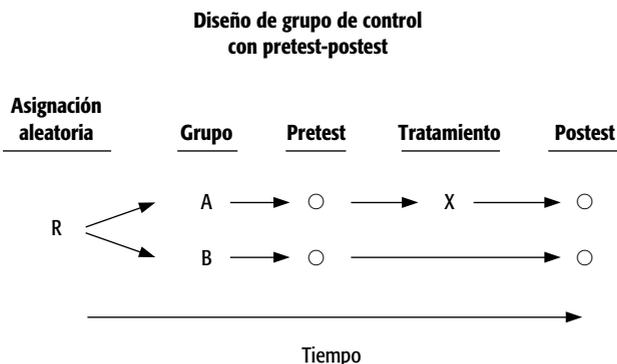 Diseño de grupo de control
con pretest-postest
Asignación
aleatoria
Grupo
Pretest
Tratamiento
Postest
R
A
X
B
Tiempo